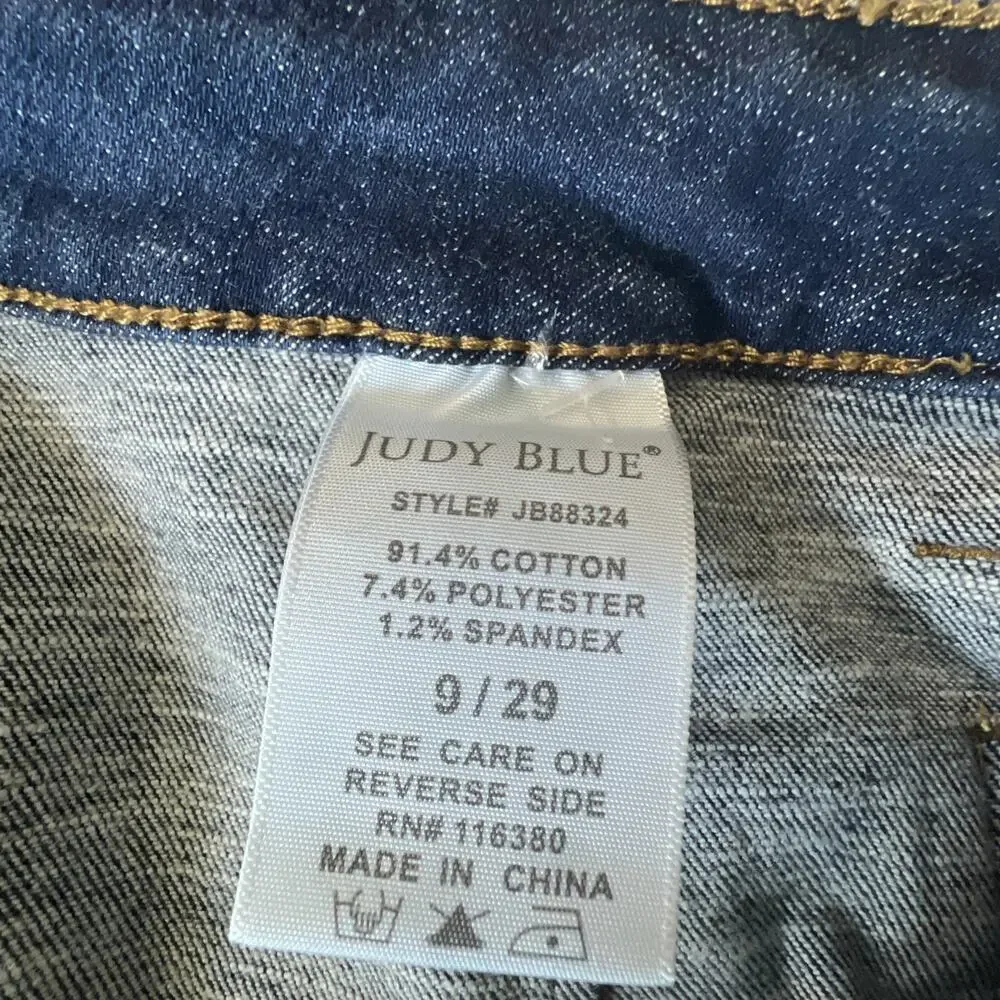 JUDY BLUE®
STYLE# JB88324
91.4% COTTON
7.4% POLYESTER
1.2% SPANDEX
9 / 29
SEE CARE ON
REVERSE SIDE
RN# 116380
MADE IN CHINA